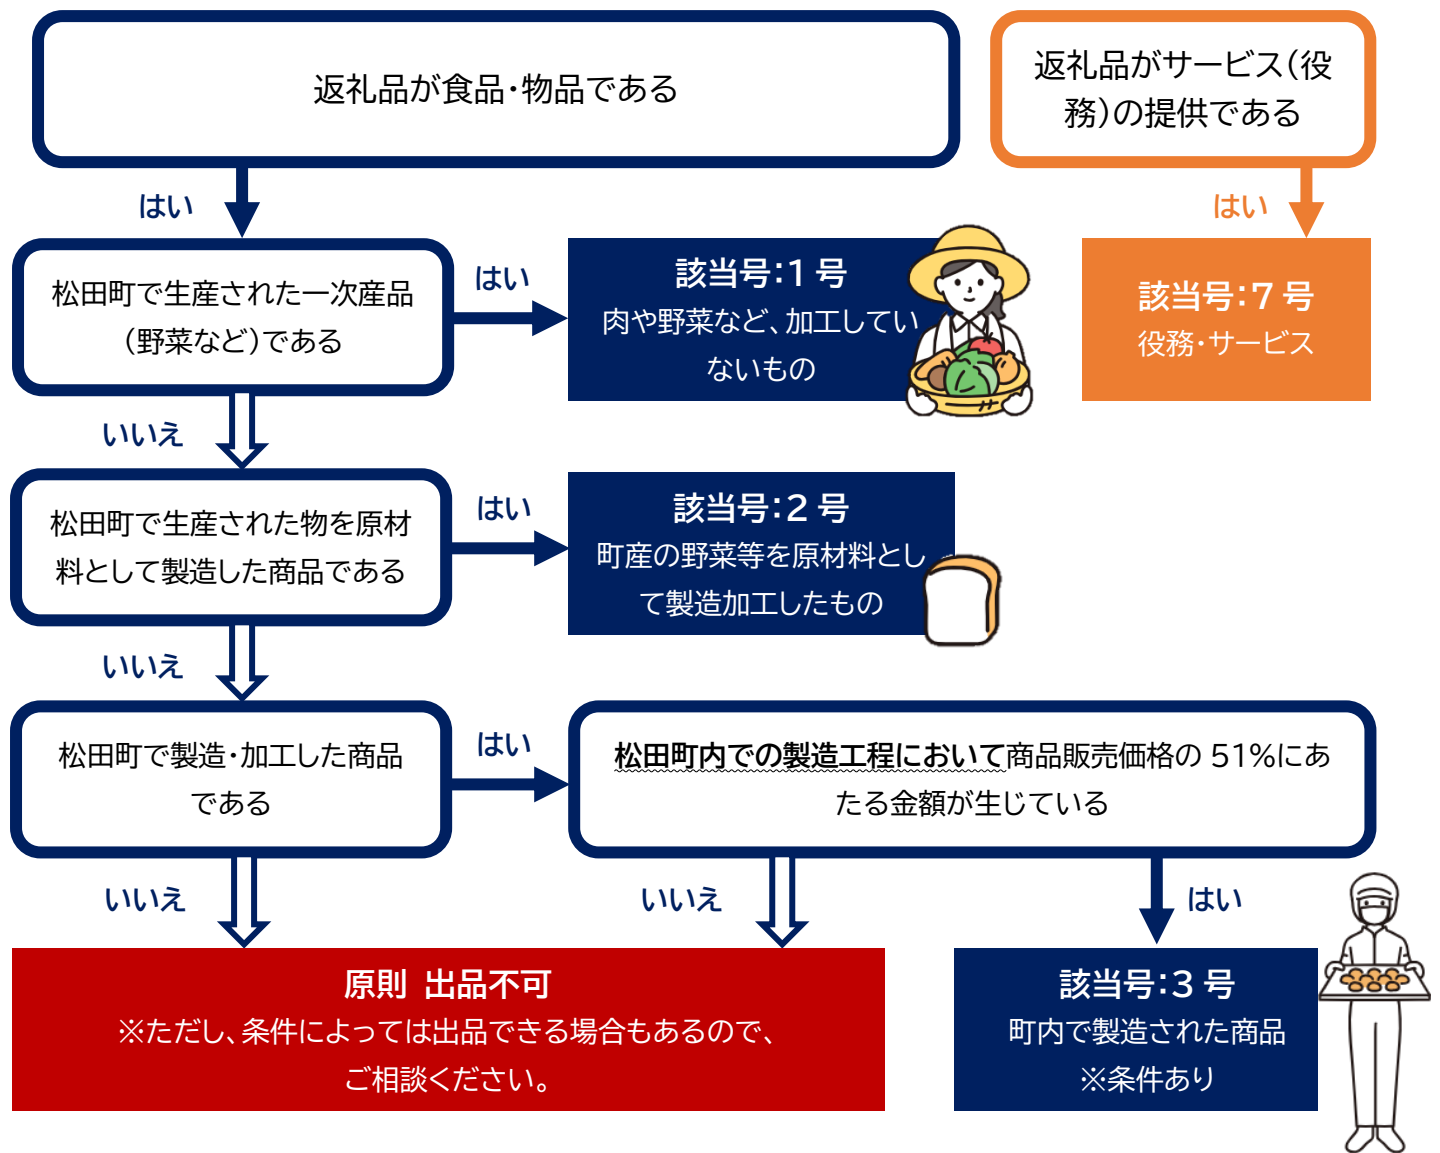 返礼品が食品・物品である
返礼品がサービス(役
務)の提供である
はい
はい
松田町で生産された一次産品
(野菜など)である
はい
該当号:1 号
肉や野菜など、加工してい
ないもの
該当号:7 号
役務・サービス
いいえ
松田町で生産された物を原材
料として製造した商品である
はい
該当号:2 号
町産の野菜等を原材料とし
て製造加工したもの
いいえ
松田町で製造・加工した商品
である
はい
松田町内での製造工程において商品販売価格の 51%にあ
たる金額が生じている
いいえ
いいえ
はい
原則 出品不可
※ただし、条件によっては出品できる場合もあるので、
ご相談ください。
該当号:3 号
町内で製造された商品
※条件あり